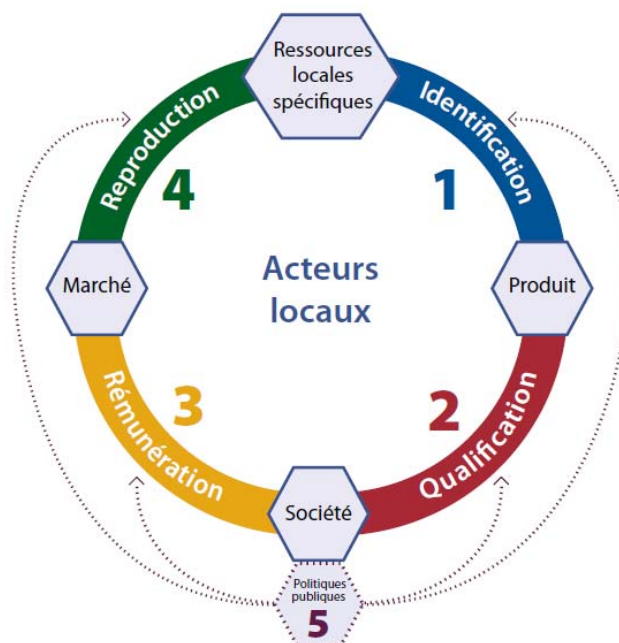 Ressources
locales
spécifiques
Identification
1
Produit
Qualification
2
Société
Rémunération
3
Marché
Reproduction
4
Acteurs
locaux
Politiques
publiques
5